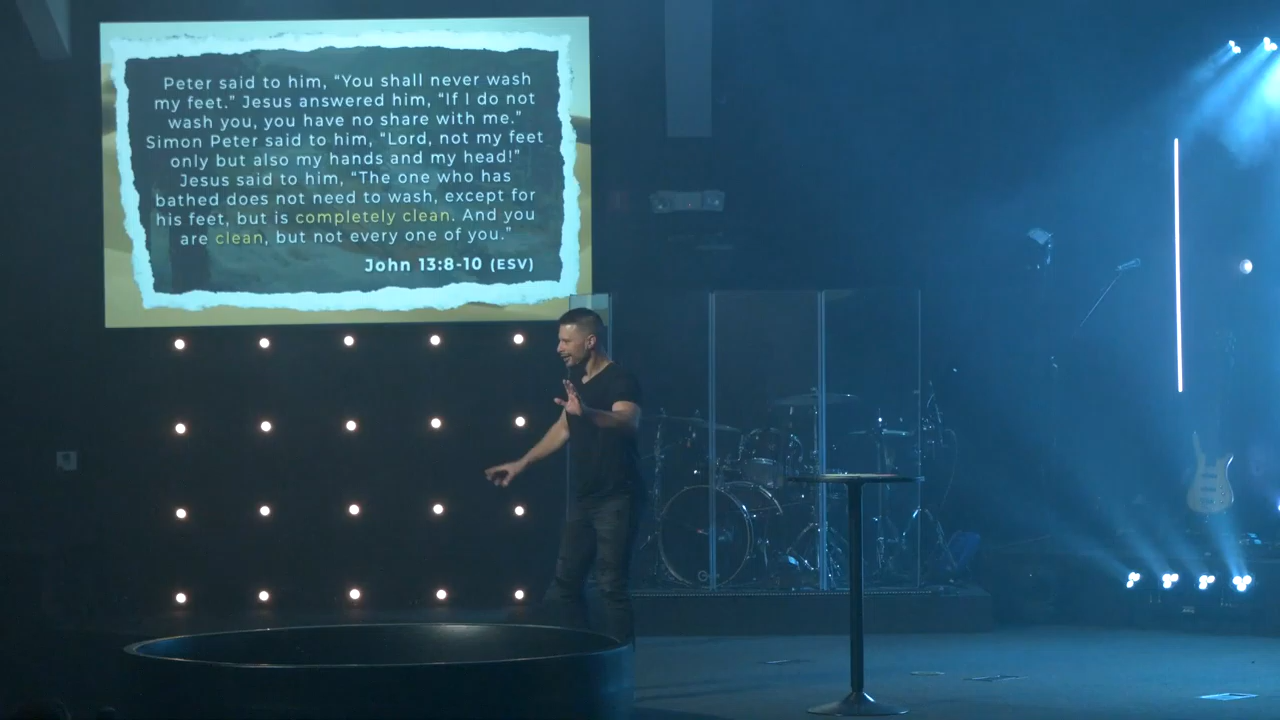 Peter said to him, “You shall never wash
my feet.” Jesus answered him, “If I do not
wash you, you have no share with me.”
Simon Peter said to him, “Lord, not my feet
only but also my hands and my head!”
Jesus said to him, “The one who has
bathed does not need to wash, except for
his feet, but is completely clean. And you
are clean, but not every one of you.”
John 13:8-10 (ESV)